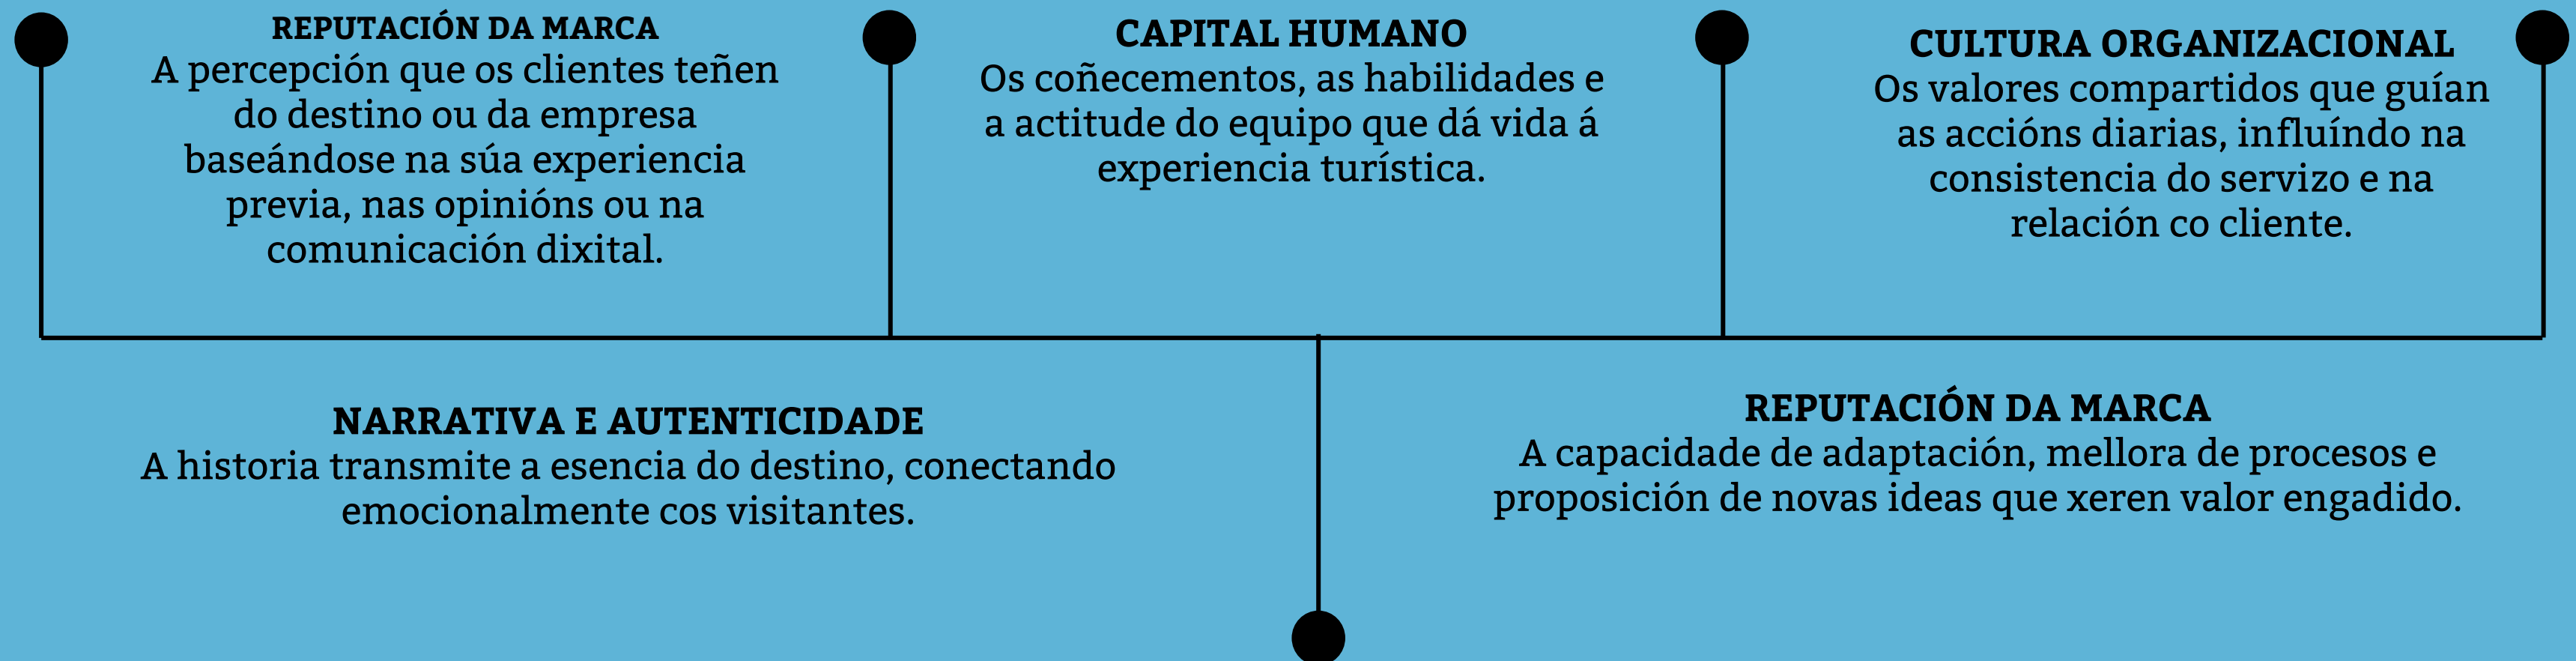 REPUTACIÓN DA MARCA
A percepción que os clientes teñen
do destino ou da empresa
baseándose na súa experiencia
previa, nas opinións ou na
comunicación dixital.
CAPITAL HUMANO
Os coñecementos, as habilidades e
a actitude do equipo que dá vida á
experiencia turística.
CULTURA ORGANIZACIONAL
Os valores compartidos que guían
as accións diarias, influíndo na
consistencia do servizo e na
relación co cliente.
NARRATIVA E AUTENTICIDADE
A historia transmite a esencia do destino, conectando
emocionalmente cos visitantes.
REPUTACIÓN DA MARCA
A capacidade de adaptación, mellora de procesos e
proposición de novas ideas que xeren valor engadido.